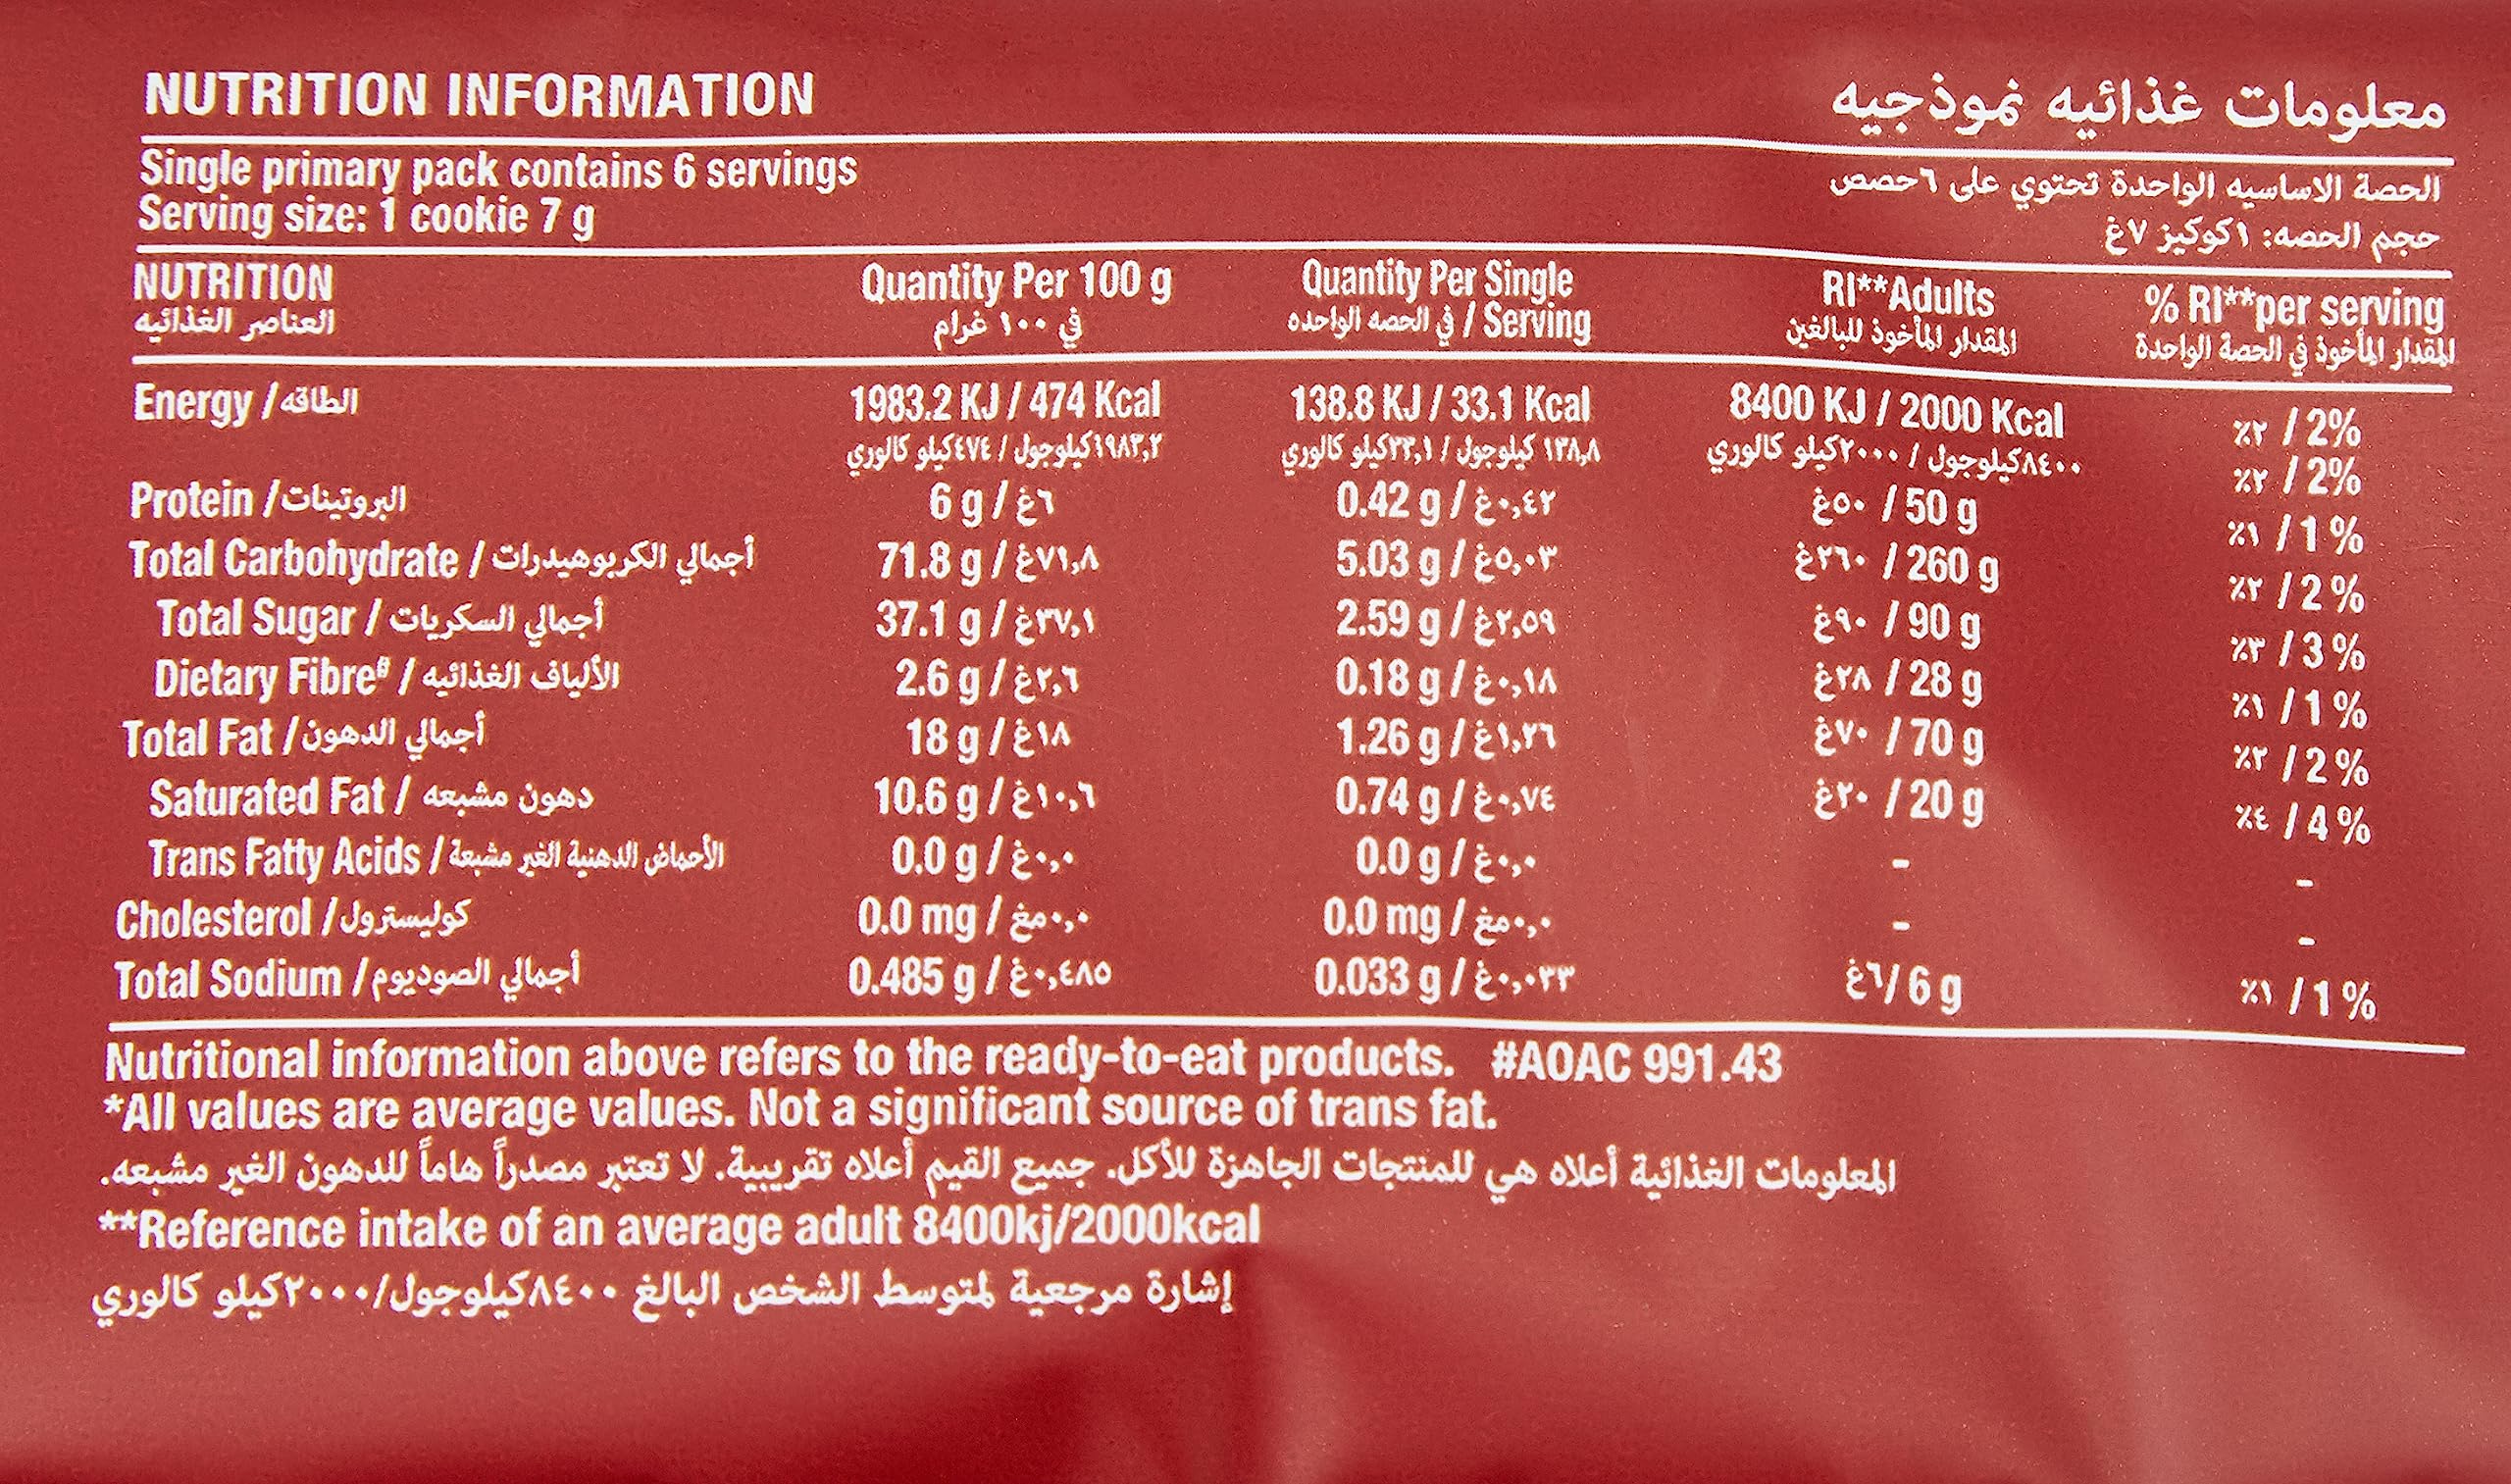 NUTRITION INFORMATION معلومات غذائيه نموذجيه
Single primary pack contains 6 servings الحصة الاساسيه الواحدة تحتوي على ٦حصص
Serving size: 1 cookie 7 g حجم الحصه: ١كوكيز ٧غ
NUTRITION Quantity Per 100 g Quantity Per Single RI**Adults % RI**per serving
العناصر الغذائيه في ١٠٠ غرام Serving / في الحصه الواحده المقدار المأخوذ للبالغين المقدار المأخوذ في الحصة الواحدة
Energy / الطاقه 1983.2 KJ / 474 Kcal 138.8 KJ / 33.1 Kcal 8400 KJ / 2000 Kcal ٢٪ / 2%
١٩٨٣,٢كيلوجول / ٤٧٤كيلو كالوري ١٣٨,٨ كيلوجول / ٣٣,١كيلو كالوري ٨٤٠٠كيلوجول / ٢٠٠٠كيلو كالوري
Protein / البروتينات 6 g / ٦غ 0.42 g / ٠,٤٢غ ٥٠غ / 50 g ٢٪ / 2%
Total Carbohydrate / أجمالي الكربوهيدرات 71.8 g / ٧١,٨غ 5.03 g / ٥,٠٣غ ٢٦٠غ / 260 g ١٪ / 1%
Total Sugar / أجمالي السكريات 37.1 g / ٣٧,١غ 2.59 g / ٢,٥٩غ ٩٠غ / 90 g ٢٪ / 2%
Dietary Fibre# / الألياف الغذائيه 2.6 g / ٢,٦غ 0.18 g / ٠,١٨غ ٢٨غ / 28 g ٣٪ / 3%
Total Fat / أجمالي الدهون 18 g / ١٨غ 1.26 g / ١,٢٦غ ٧٠غ / 70 g ١٪ / 1%
Saturated Fat / دهون مشبعه 10.6 g / ١٠,٦غ 0.74 g / ٠,٧٤غ ٢٠غ / 20 g ٢٪ / 2%
٤٪ / 4%
Trans Fatty Acids / الأحماض الدهنية الغير مشبعة 0.0 g / ٠,٠غ 0.0 g / ٠,٠غ - -
Cholesterol / كوليسترول 0.0 mg / ٠,٠مغ 0.0 mg / ٠,٠مغ - -
Total Sodium / أجمالي الصوديوم 0.485 g / ٠,٤٨٥غ 0.033 g / ٠,٠٣٣غ ٦غ / 6 g ١٪ / 1%
Nutritional information above refers to the ready-to-eat products. #AOAC 991.43
*All values are average values. Not a significant source of trans fat.
المعلومات الغذائية أعلاه هي للمنتجات الجاهزة للأكل. جميع القيم أعلاه تقريبية. لا تعتبر مصدراً هاماً للدهون الغير مشبعه.
**Reference intake of an average adult 8400kj/2000kcal
إشارة مرجعية لمتوسط الشخص البالغ ٨٤٠٠كيلوجول/٢٠٠٠كيلو كالوري